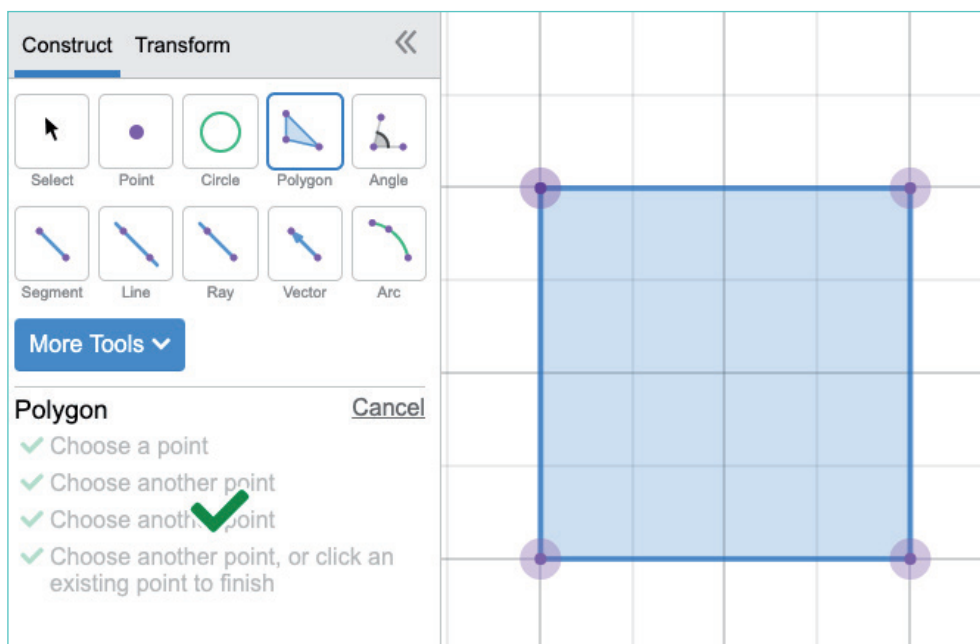 Construct Transform
Select Point Circle Polygon Angle
Segment Line Ray Vector Arc
More Tools
Polygon Cancel
Choose a point
Choose another point
Choose another point
Choose another point, or click an
existing point to finish